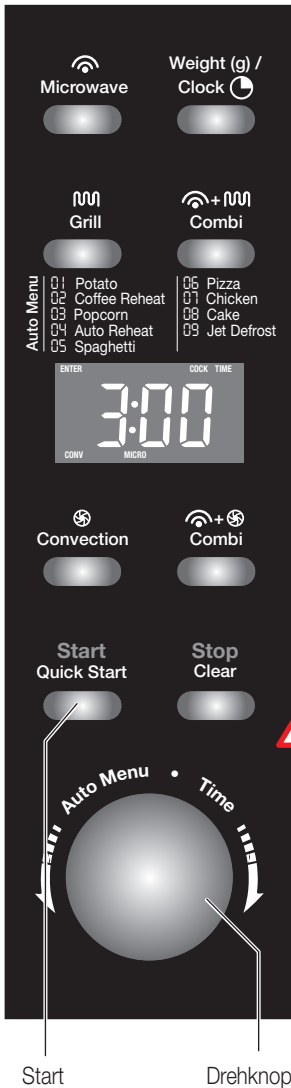 Microwave
Weight (g) /
Clock
Grill
+
Combi
Auto Menu
01 Potato
02 Coffee Reheat
03 Popcorn
04 Auto Reheat
05 Spaghetti
06 Pizza
07 Chicken
08 Cake
09 Jet Defrost
ENTER COCK TIME
3:00
CONV MICRO
Convection
+
Combi
Start
Quick Start
Stop
Clear
Auto Menu • Time
Start
Drehknop